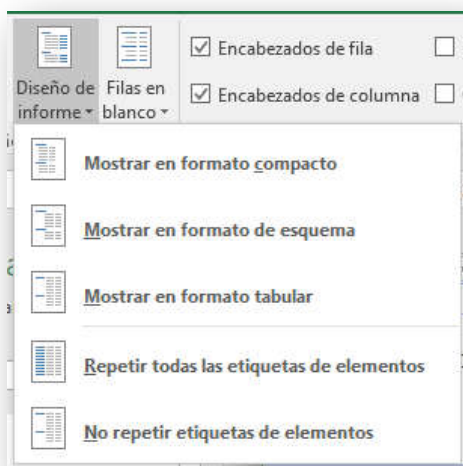 Diseño de informe
Filas en blanco
Encabezados de fila
Encabezados de columna
Mostrar en formato compacto
Mostrar en formato de esquema
Mostrar en formato tabular
Repetir todas las etiquetas de elementos
No repetir etiquetas de elementos